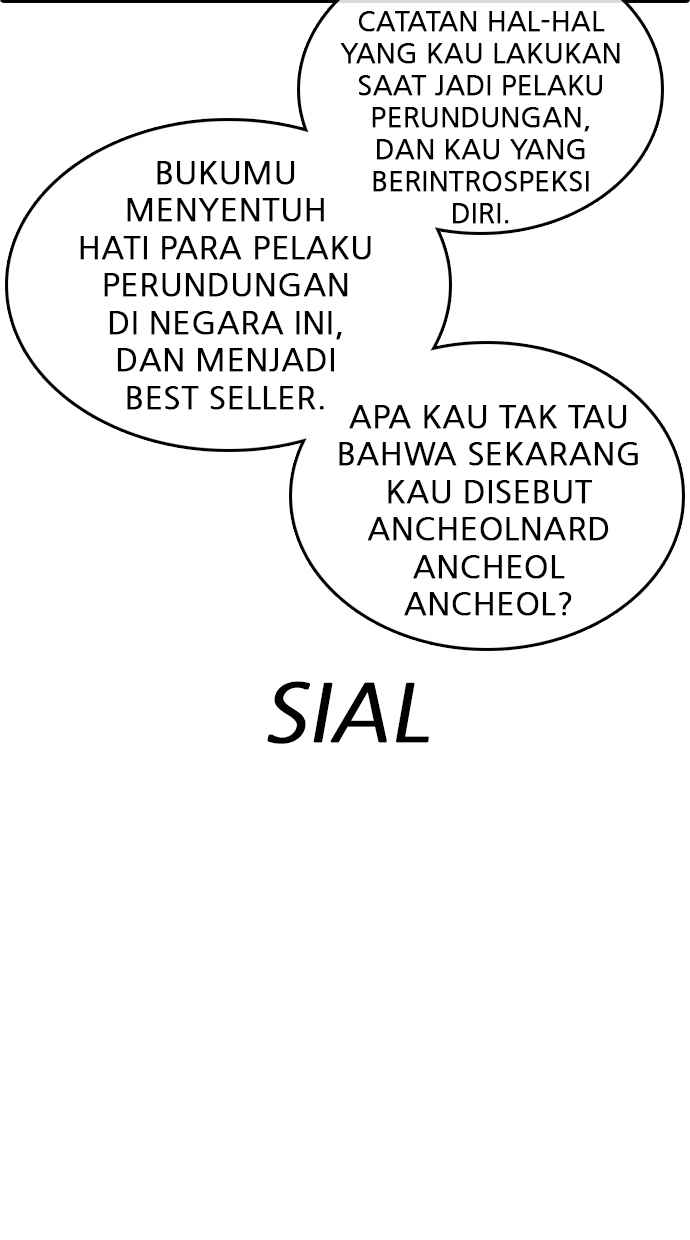 CATATAN HAL-HAL
YANG KAU LAKUKAN
SAAT JADI PELAKU
PERUNDUNGAN,
DAN KAU YANG
BERINTROSPEKSI
DIRI.
BUKUMU
MENYENTUH
HATI PARA PELAKU
PERUNDUNGAN
DI NEGARA INI,
DAN MENJADI
BEST SELLER.
APA KAU TAK TAU
BAHWA SEKARANG
KAU DISEBUT
ANCHEOLNARD
ANCHEOL
ANCHEOL?
SIAL